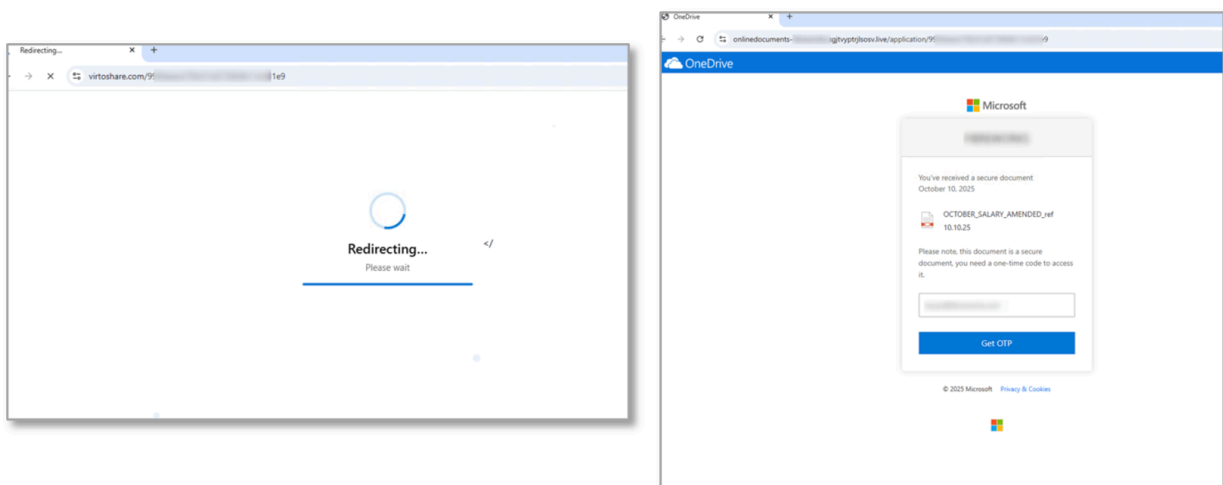 Redirecting...
virtoshare.com/9
1e9
Redirecting...
</
Please wait
OneDrive
onlinedocuments-
.live/application/9
9
OneDrive
Microsoft
You've received a secure document
October 10, 2025
OCTOBER_SALARY_AMENDED_ref
10.10.25
Please note, this document is a secure
document, you need a one-time code to access
it.
Get OTP
© 2025 Microsoft Privacy & Cookies